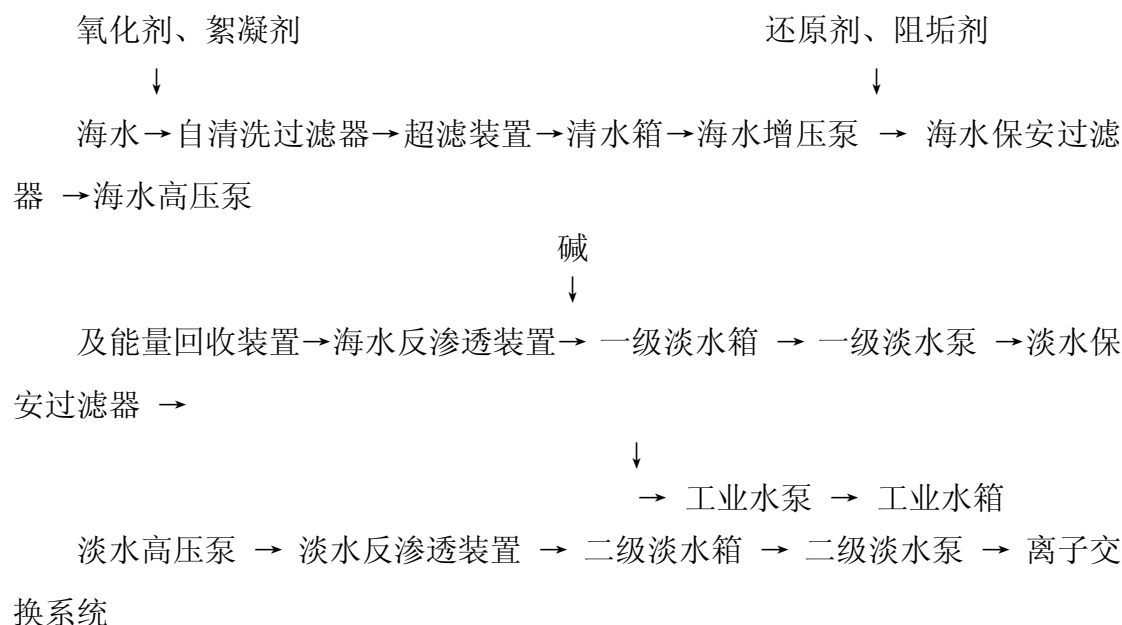 氧化剂、絮凝剂 还原剂、阻垢剂
↓ ↓
海水→自清洗过滤器→超滤装置→清水箱→海水增压泵 → 海水保安过滤
器 →海水高压泵
碱
↓
及能量回收装置→海水反渗透装置→ 一级淡水箱 → 一级淡水泵 →淡水保
安过滤器 →
↓
→ 工业水泵 → 工业水箱
淡水高压泵 → 淡水反渗透装置 → 二级淡水箱 → 二级淡水泵 → 离子交
换系统